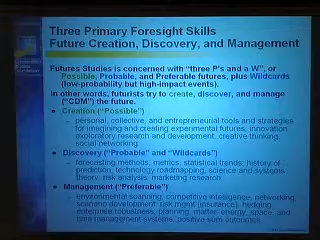 Three Primary Foresight Skills
Future Creation, Discovery, and Management
Futures Studies is concerned with "three P's and a W", or
Possible, Probable, and Preferable futures, plus Wildcards
(low-probability but high-impact events).
In other words, futurists try to create, discover, and manage
("CDM") the future.
● Creation ("Possible")
– personal, collective, and entrepreneurial tools and strategies
for imagining and creating experimental futures, innovation
exploratory research and development, creative thinking,
social networking
● Discovery ("Probable" and "Wildcards")
– forecasting methods, metrics, statistical trends, history of
prediction, technology roadmapping, science and systems
theory, risk analysis, marketing research
● Management ("Preferable")
– environmental scanning, competitive intelligence, networking,
scenario development, risk mgmt (insurance), hedging,
enterprise robustness, planning, matter, energy, space, and
time management systems, positive-sum outcomes